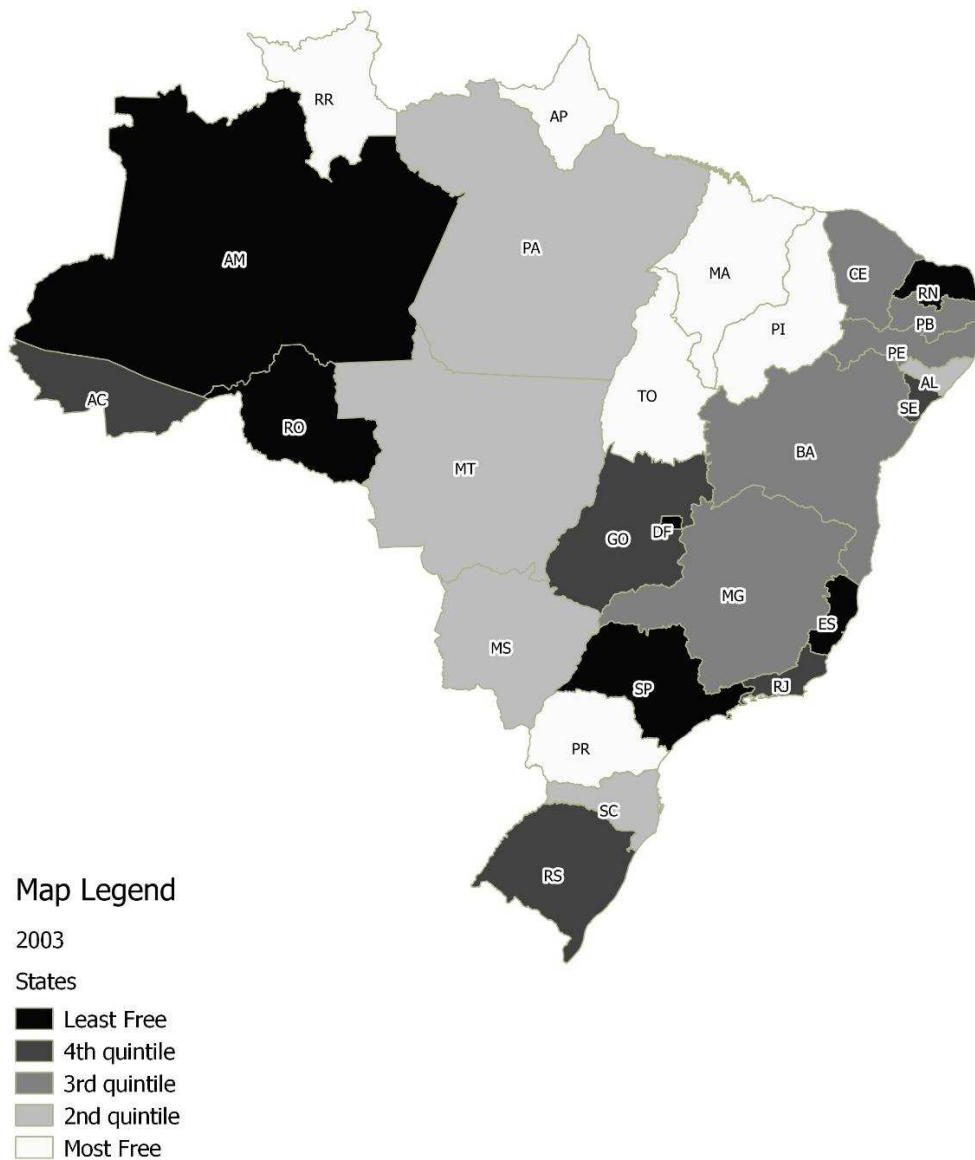 RR
AP
AM
PA
MA
CE
RN
PB
PI
PE
AL
SE
TO
AC
RO
BA
MT
DF
GO
MG
ES
MS
RJ
SP
PR
SC
RS
Map Legend
2003
States
Least Free
4th quintile
3rd quintile
2nd quintile
Most Free